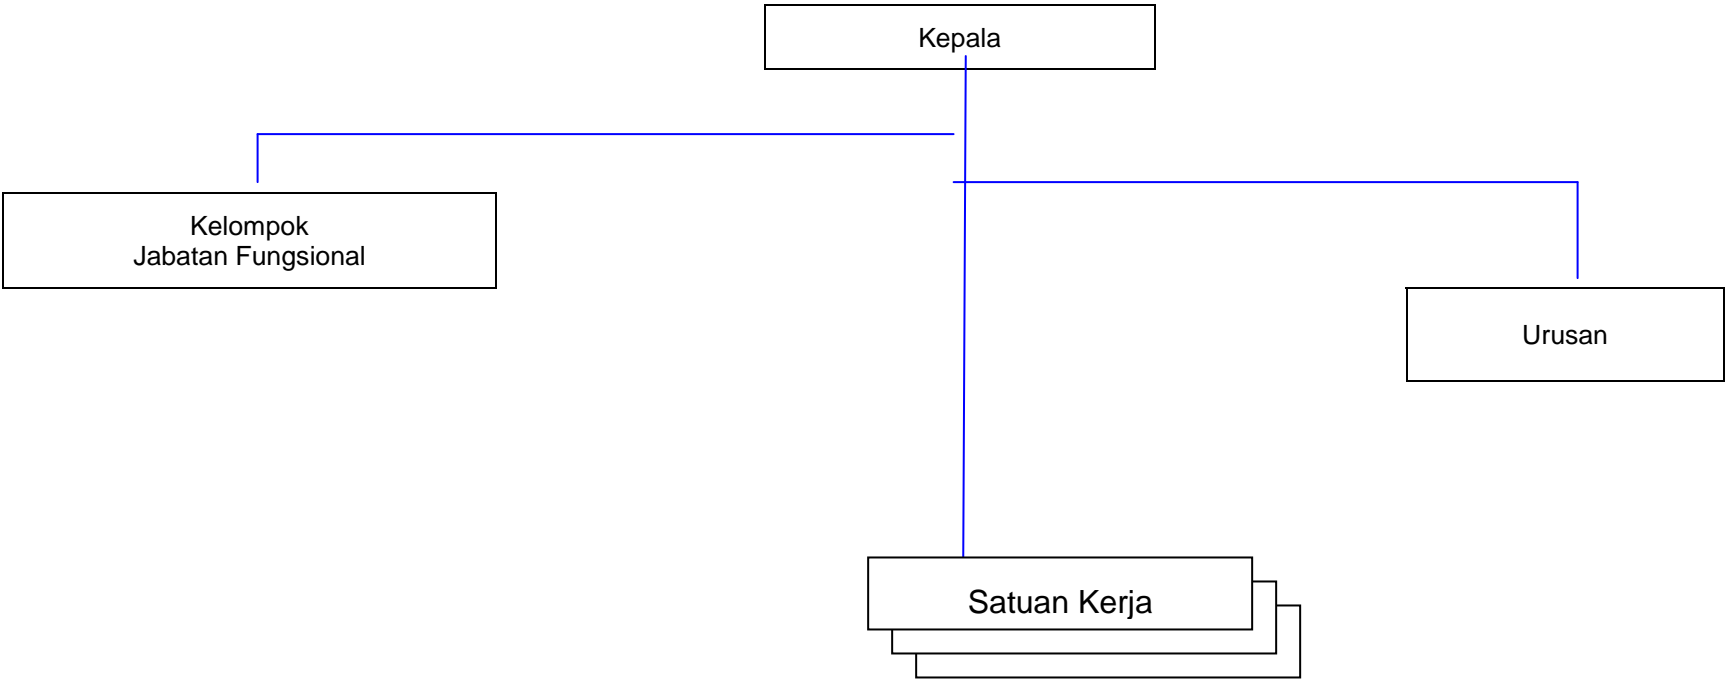 Kepala
Kelompok
Jabatan Fungsional
Urusan
Satuan Kerja